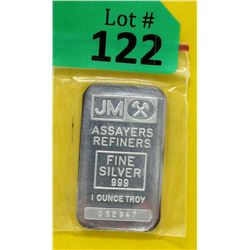 Lot #
122
JM
ASSAYERS
REFINERS
FINE
SILVER
999
1 OUNCE TROY
052947